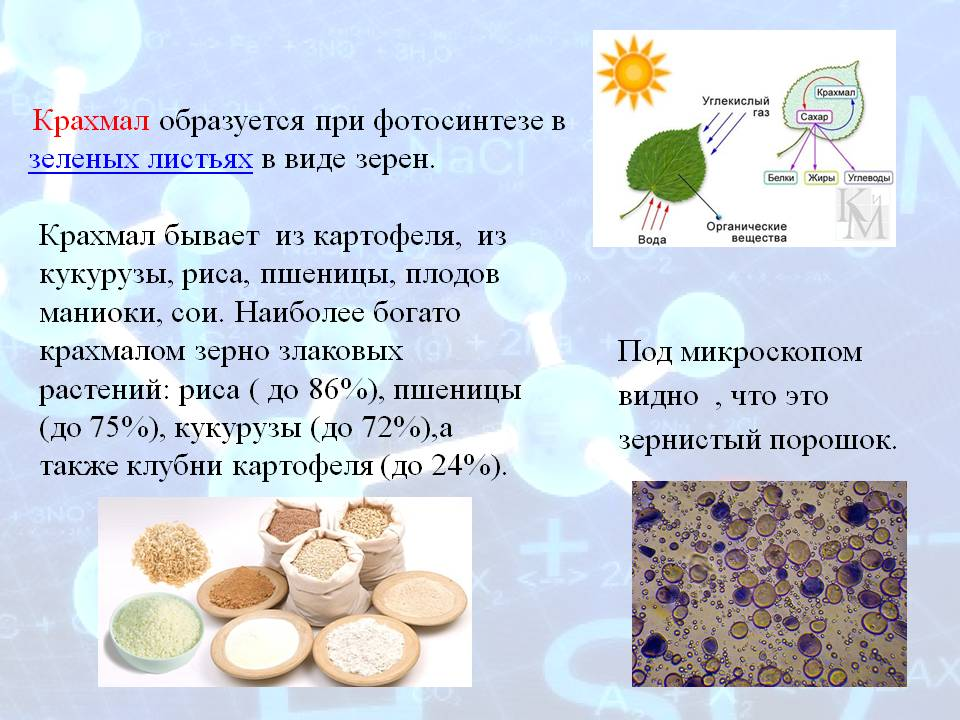 Крахмал образуется при фотосинтезе в
зеленых листьях в виде зерен.
Крахмал бывает из картофеля, из
кукурузы, риса, пшеницы, плодов
маниоки, сои. Наиболее богато
крахмалом зерно злаковых
растений: риса ( до 86%), пшеницы
(до 75%), кукурузы (до 72%),а
также клубни картофеля (до 24%).
Углекислый
газ
Крахмал
Сахар
Белки
Жиры
Углеводы
Вода
Органические
вещества
К и М
Под микроскопом
видно , что это
зернистый порошок.
NaCl